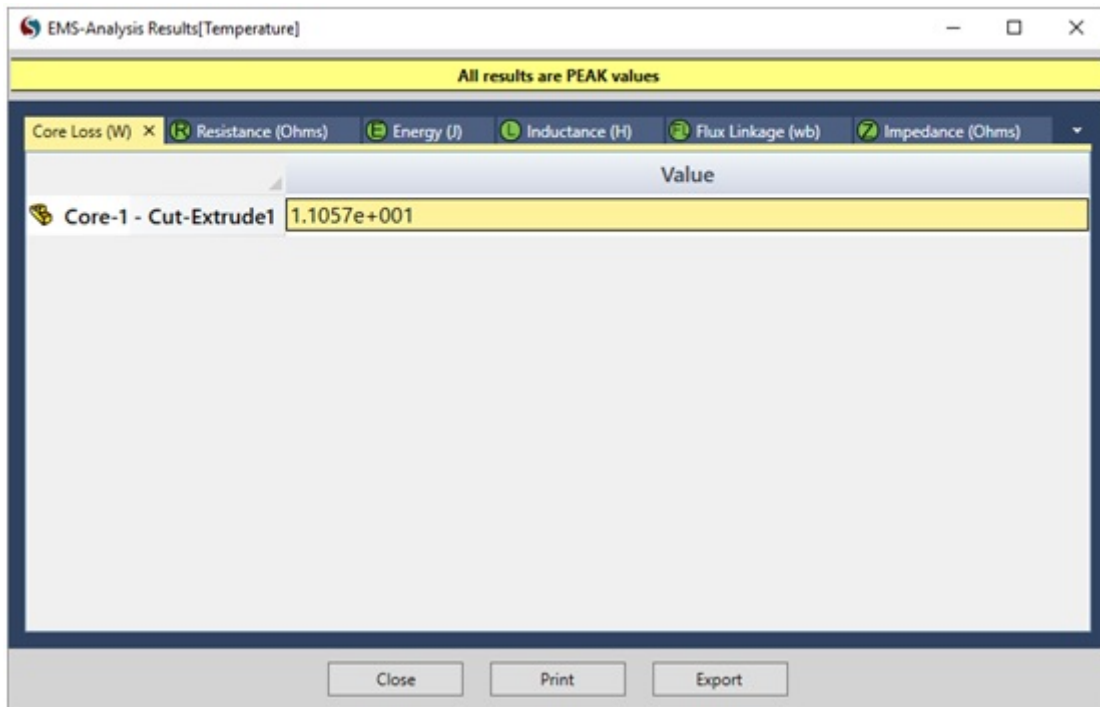 EMS-Analysis Results[Temperature]
All results are PEAK values
Core Loss (W) Resistance (Ohms) Energy (J) Inductance (H) Flux Linkage (wb) Impedance (Ohms)
Value
Core-1 - Cut-Extrude1 1.1057e+001
Close Print Export